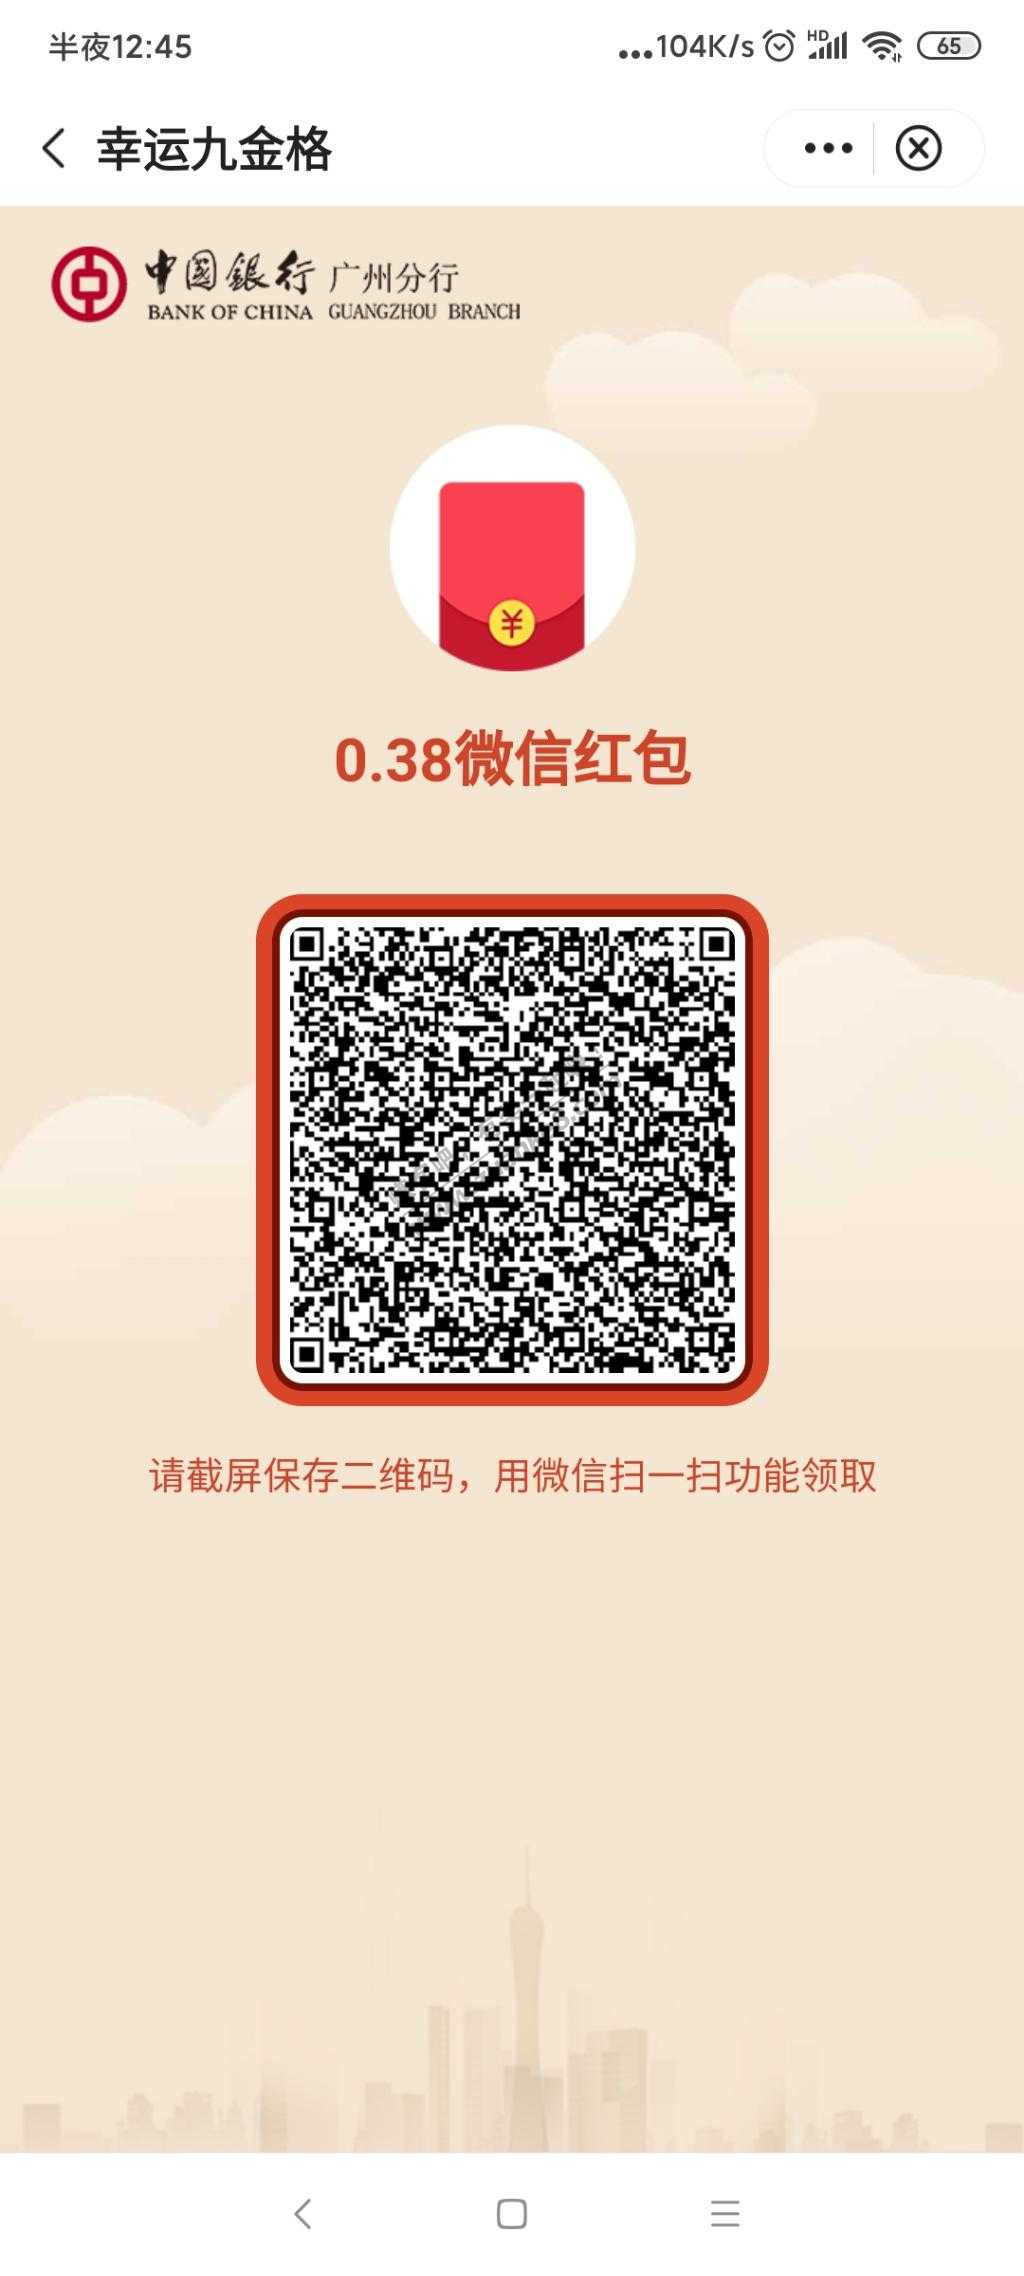 半夜12:45
...104K/s HD 65
幸运九金格
中国銀行 广州分行
BANK OF CHINA GUANGZHOU BRANCH
¥
0.38微信红包
请截屏保存二维码，用微信扫一扫功能领取